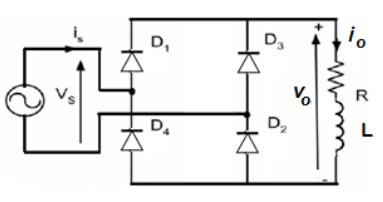 +
i_s
D_1
D_3
i_o
V_s
v_o
R
L
D_4
D_2
-